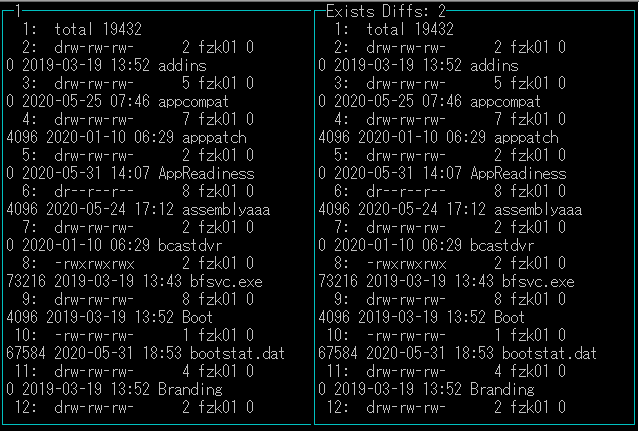 1
1: total 19432
2: drw-rw-rw- 2 fzk01 0
0 2019-03-19 13:52 addins
3: drw-rw-rw- 5 fzk01 0
0 2020-05-25 07:46 appcompat
4: drw-rw-rw- 7 fzk01 0
4096 2020-01-10 06:29 apppatch
5: drw-rw-rw- 2 fzk01 0
0 2020-05-31 14:07 AppReadiness
6: dr--r--r-- 8 fzk01 0
4096 2020-05-24 17:12 assemblyaaa
7: drw-rw-rw- 2 fzk01 0
0 2020-01-10 06:29 bcastdvr
8: -rwxrwxrwx 2 fzk01 0
73216 2019-03-19 13:43 bfsvc.exe
9: drw-rw-rw- 8 fzk01 0
4096 2019-03-19 13:52 Boot
10: -rw-rw-rw- 1 fzk01 0
67584 2020-05-31 18:53 bootstat.dat
11: drw-rw-rw- 4 fzk01 0
0 2019-03-19 13:52 Branding
12: drw-rw-rw- 2 fzk01 0
Exists Diffs: 2
1: total 19432
2: drw-rw-rw- 2 fzk01 0
0 2019-03-19 13:52 addins
3: drw-rw-rw- 5 fzk01 0
0 2020-05-25 07:46 appcompat
4: drw-rw-rw- 7 fzk01 0
4096 2020-01-10 06:29 apppatch
5: drw-rw-rw- 2 fzk01 0
0 2020-05-31 14:07 AppReadiness
6: dr--r--r-- 8 fzk01 0
4096 2020-05-24 17:12 assemblyaaa
7: drw-rw-rw- 2 fzk01 0
0 2020-01-10 06:29 bcastdvr
8: -rwxrwxrwx 2 fzk01 0
73216 2019-03-19 13:43 bfsvc.exe
9: drw-rw-rw- 8 fzk01 0
4096 2019-03-19 13:52 Boot
10: -rw-rw-rw- 1 fzk01 0
67584 2020-05-31 18:53 bootstat.dat
11: drw-rw-rw- 4 fzk01 0
0 2019-03-19 13:52 Branding
12: drw-rw-rw- 2 fzk01 0